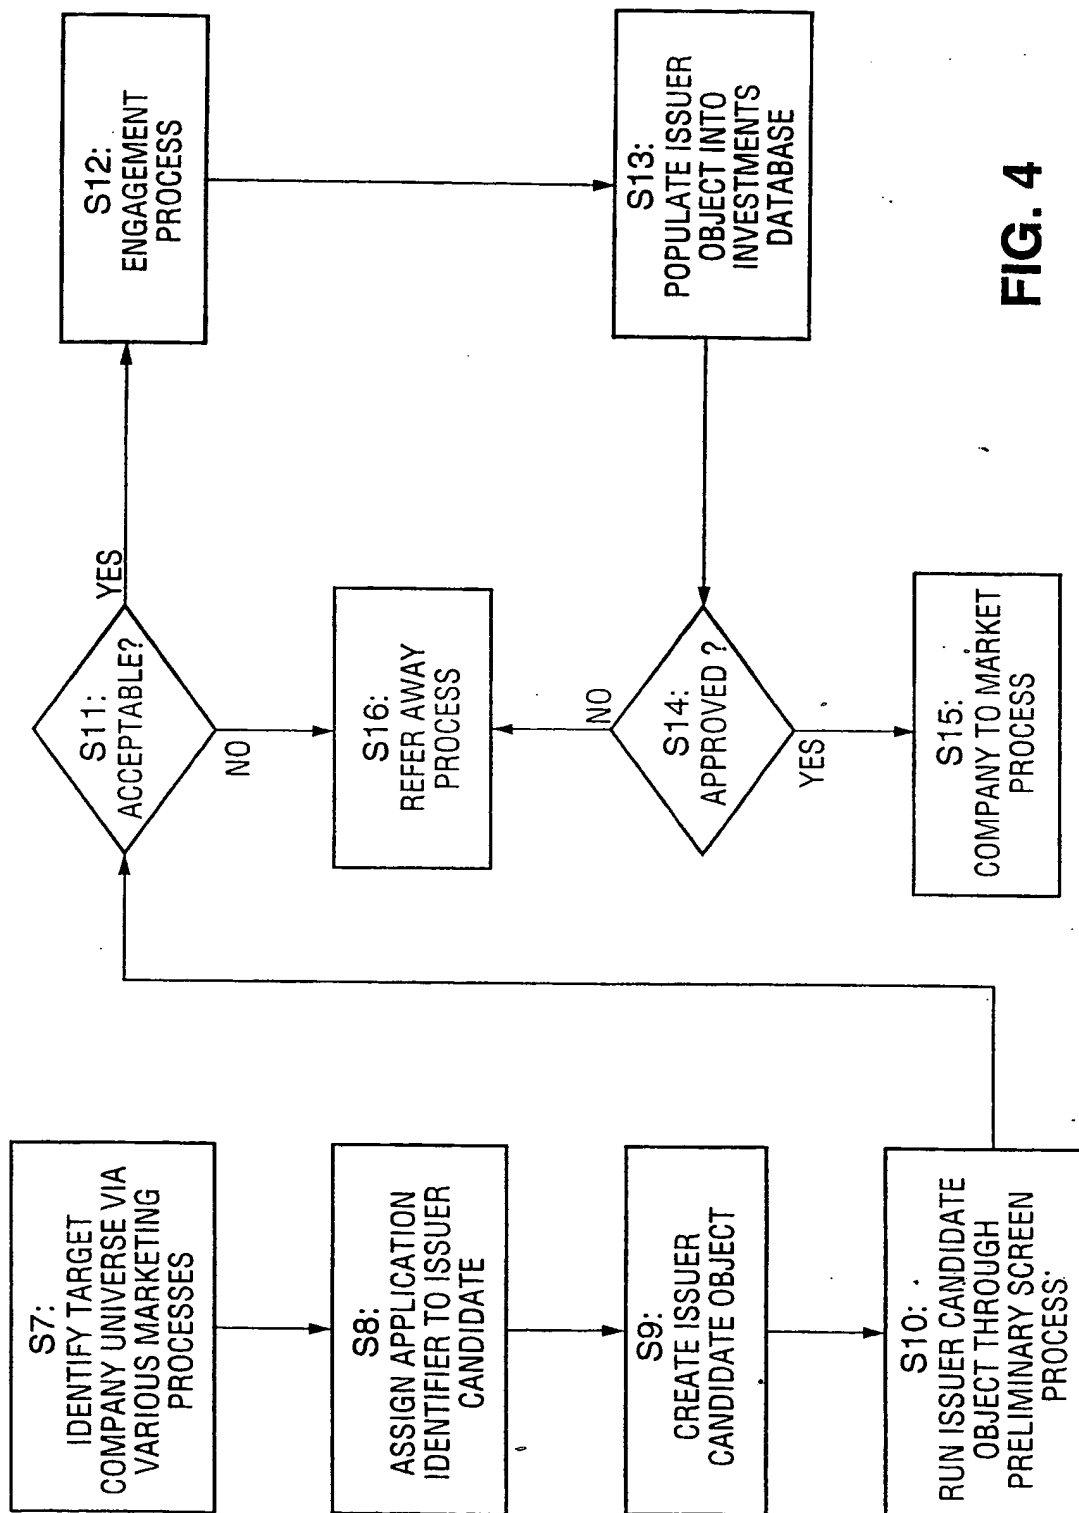 S7:
IDENTIFY TARGET
COMPANY UNIVERSE VIA
VARIOUS MARKETING
PROCESSES
S8:
ASSIGN APPLICATION
IDENTIFIER TO ISSUER
CANDIDATE
S9:
CREATE ISSUER
CANDIDATE OBJECT
S10:
RUN ISSUER CANDIDATE
OBJECT THROUGH
PRELIMINARY SCREEN
PROCESS:
S11:
ACCEPTABLE?
YES
NO
S12:
ENGAGEMENT
PROCESS
S13:
POPULATE ISSUER
OBJECT INTO
INVESTMENTS
DATABASE
S14:
APPROVED ?
NO
YES
S16:
REFER AWAY
PROCESS
S15:
COMPANY TO MARKET
PROCESS
FIG. 4